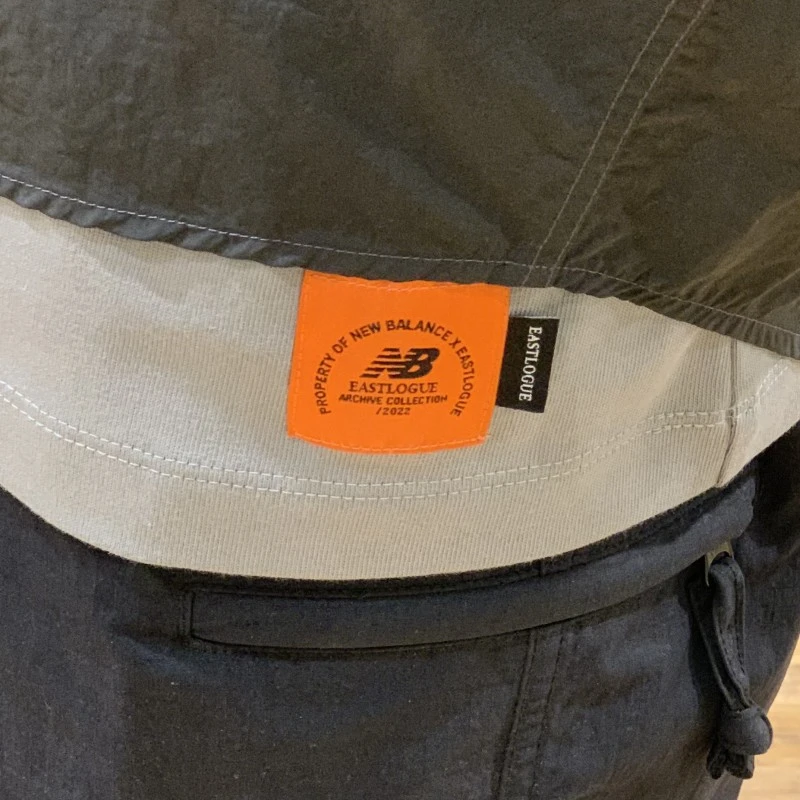 PROPERTY OF NEW BALANCE X EASTLOGUE
NB
EASTLOGUE
ARCHIVE COLLECTION
/2022
EASTLOGUE